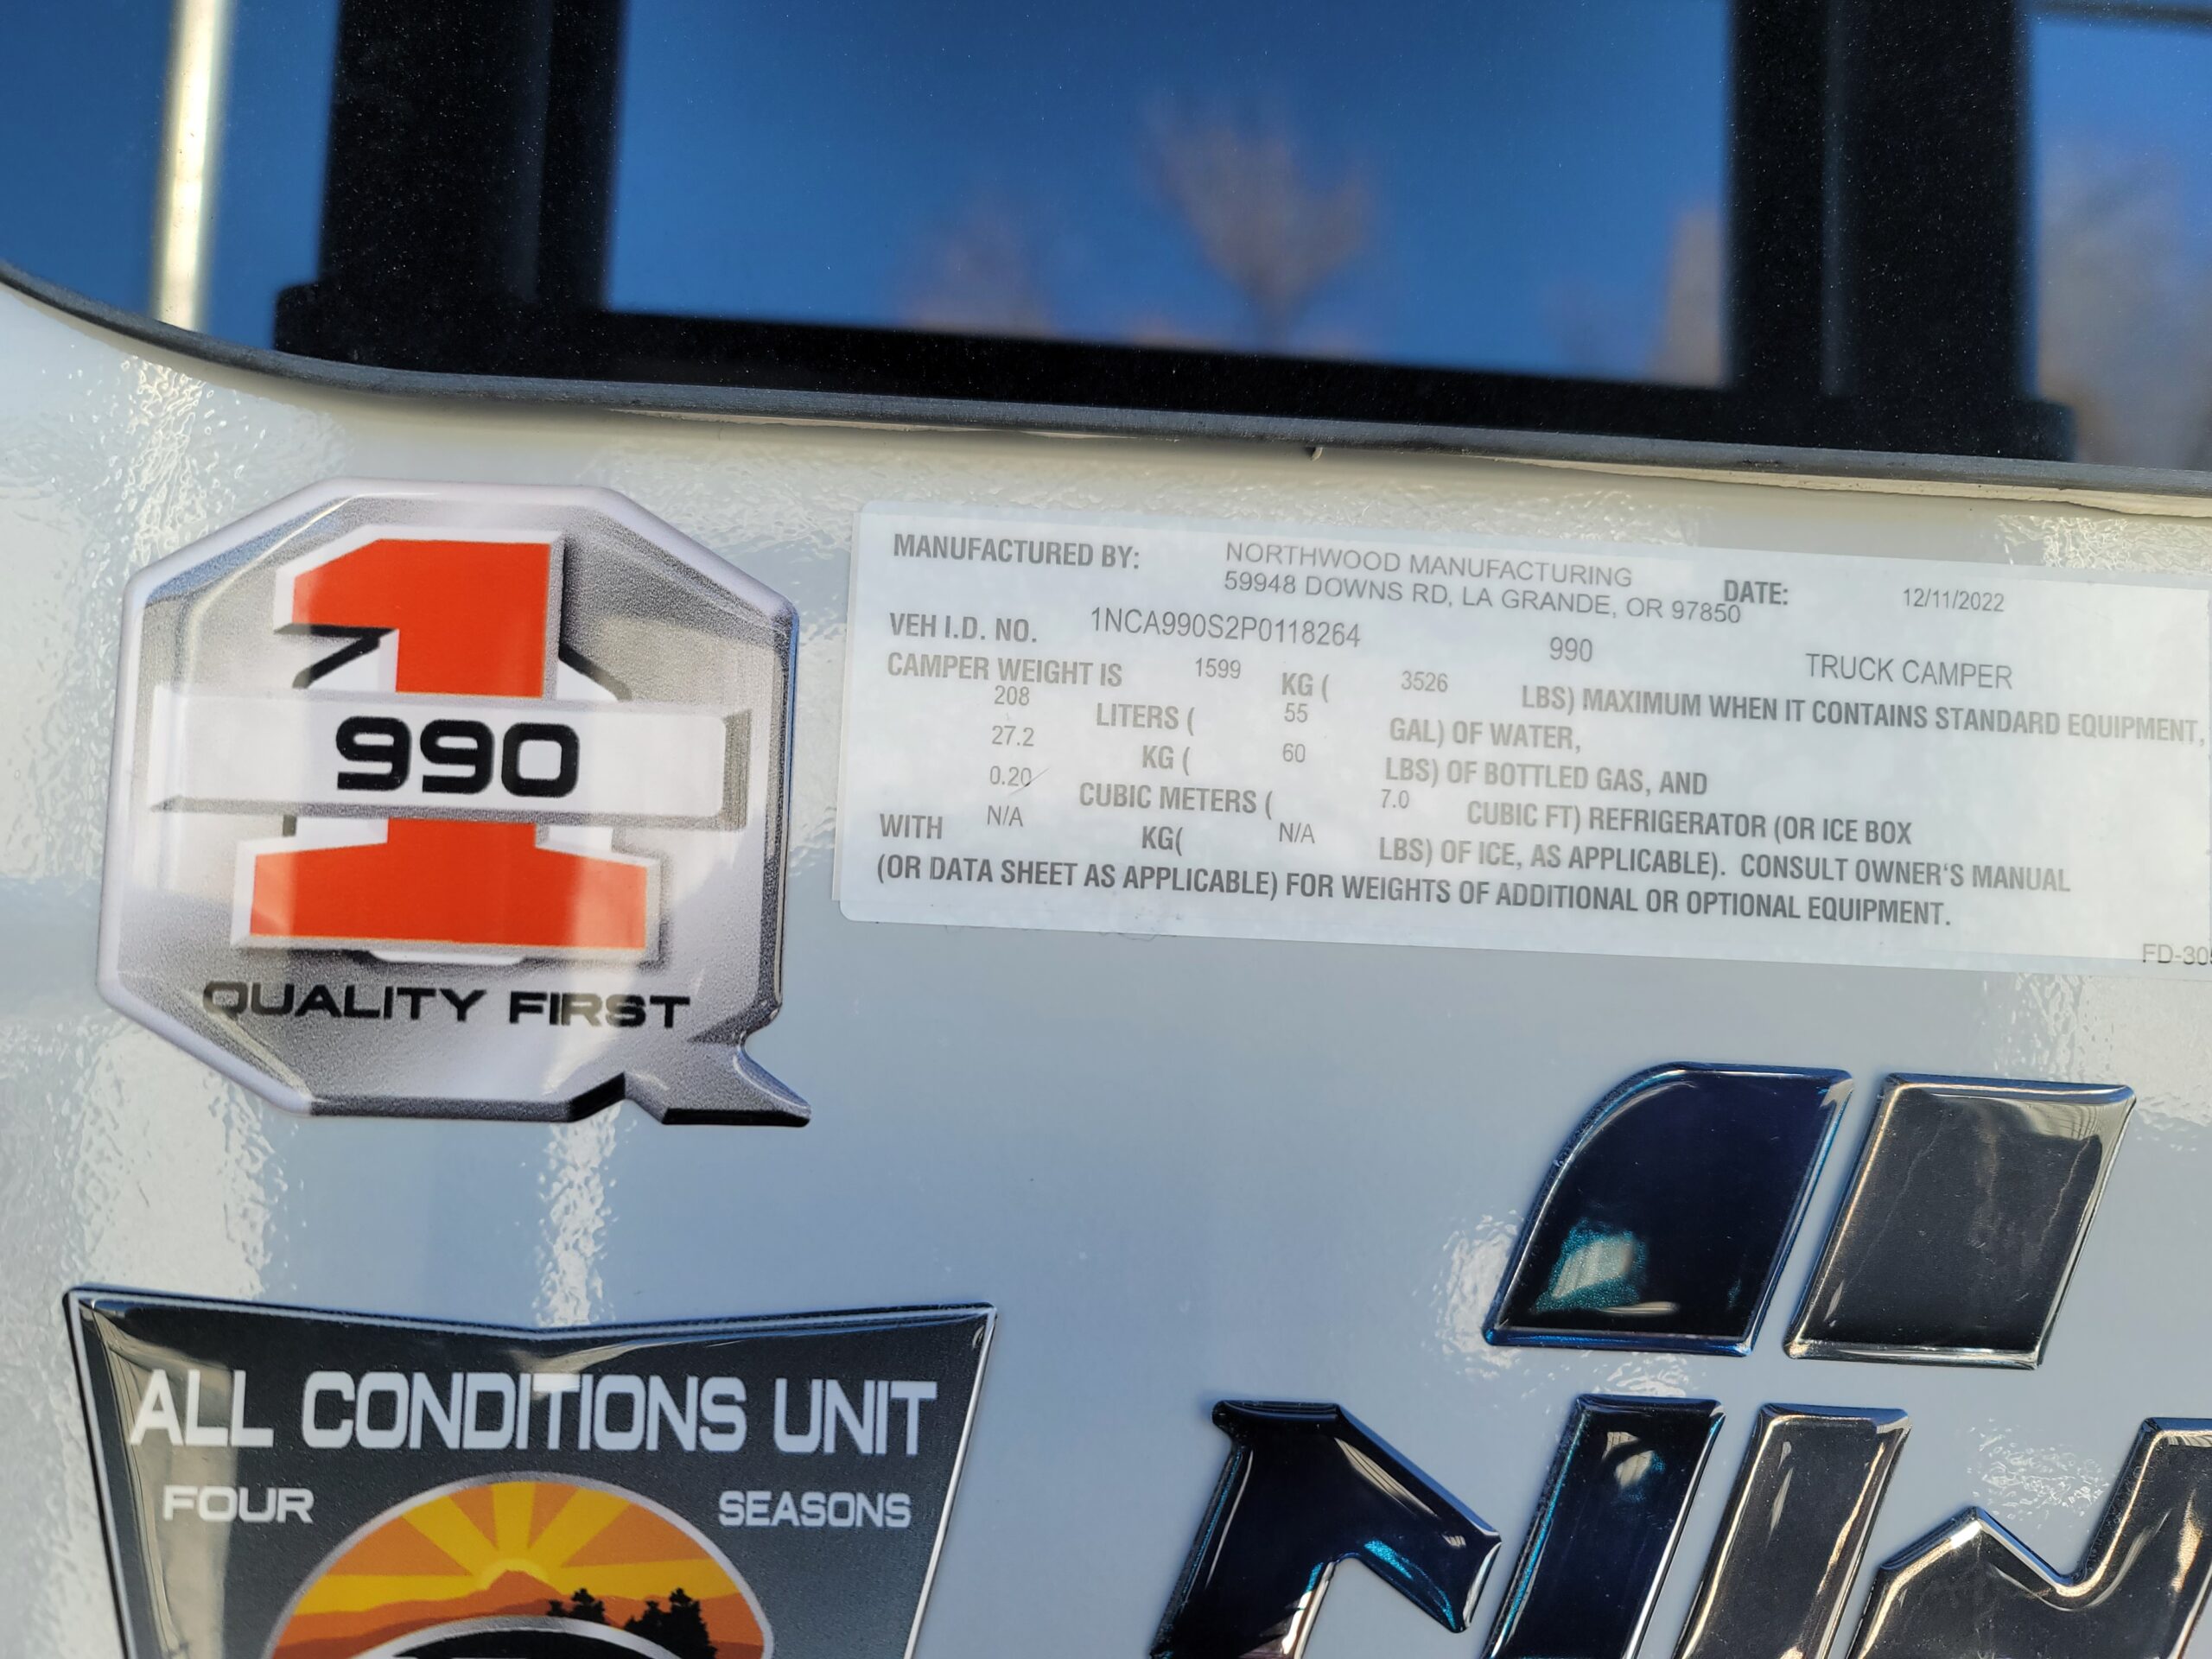 990
QUALITY FIRST
MANUFACTURED BY: NORTHWOOD MANUFACTURING
59948 DOWNS RD, LA GRANDE, OR 97850 DATE: 12/11/2022
VEH I.D. NO. 1NCA990S2P0118264 990 TRUCK CAMPER
CAMPER WEIGHT IS 1599 KG ( 3526 LBS) MAXIMUM WHEN IT CONTAINS STANDARD EQUIPMENT,
208 LITERS ( 55 GAL) OF WATER,
27.2 KG ( 60 LBS) OF BOTTLED GAS, AND
0.20 CUBIC METERS ( 7.0 CUBIC FT) REFRIGERATOR (OR ICE BOX
WITH N/A KG( N/A LBS) OF ICE, AS APPLICABLE). CONSULT OWNER'S MANUAL
(OR DATA SHEET AS APPLICABLE) FOR WEIGHTS OF ADDITIONAL OR OPTIONAL EQUIPMENT.
ALL CONDITIONS UNIT
FOUR SEASONS